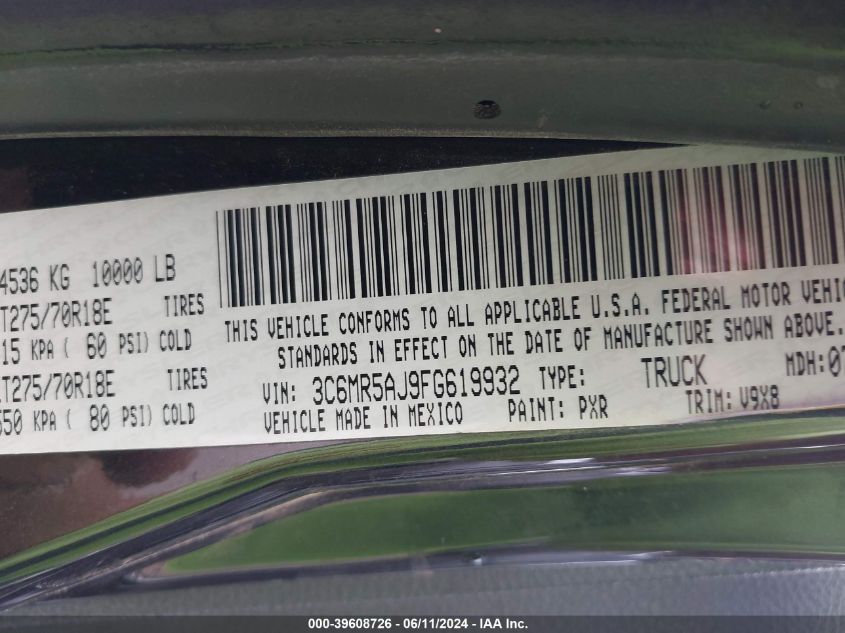 4536 KG 10000 LB
T275/70R18E TIRES
15 KPA ( 60 PSI) COLD
T275/70R18E TIRES
550 KPA ( 80 PSI) COLD
THIS VEHICLE CONFORMS TO ALL APPLICABLE U.S.A. FEDERAL MOTOR VEHIC
STANDARDS IN EFFECT ON THE DATE OF MANUFACTURE SHOWN ABOVE.
VIN: 3C6MR5AJ9FG619932 TYPE: TRUCK MDH: 07
VEHICLE MADE IN MEXICO PAINT: PXR TRIM: V9X8
000-39608726 - 06/11/2024 - IAA Inc.